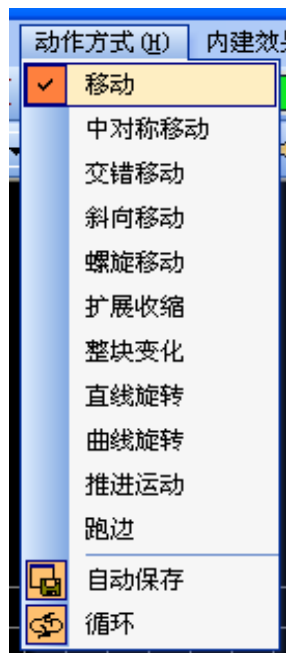 动作方式(H) 内建效
移动
中对称移动
交错移动
斜向移动
螺旋移动
扩展收缩
整块变化
直线旋转
曲线旋转
推进运动
跑边
自动保存
循环